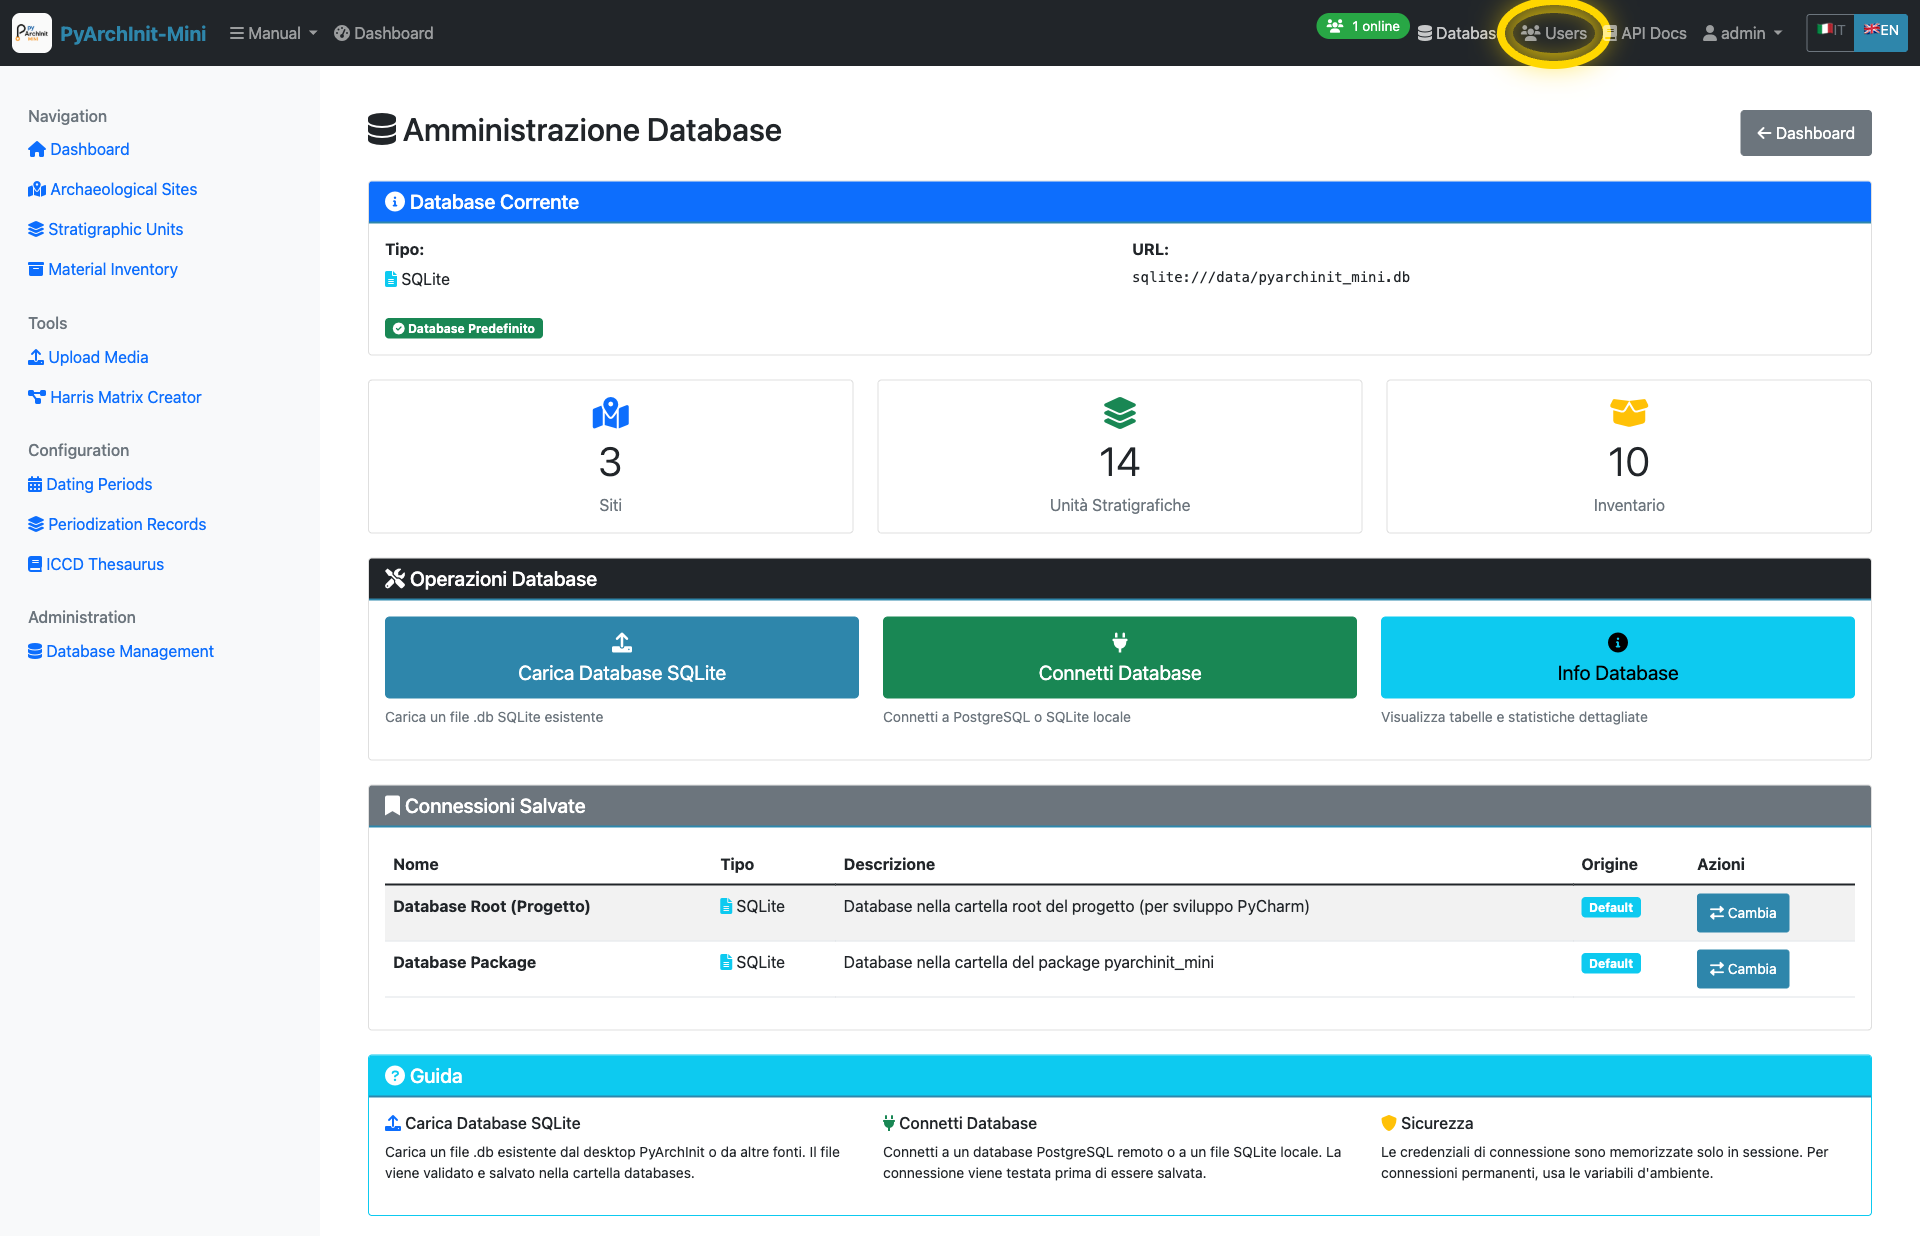 PyArchInit-Mini
Manual
Dashboard
1 online
Databas
Users
API Docs
admin
IT
EN
Navigation
Dashboard
Archaeological Sites
Stratigraphic Units
Material Inventory
Tools
Upload Media
Harris Matrix Creator
Configuration
Dating Periods
Periodization Records
ICCD Thesaurus
Administration
Database Management
Amministrazione Database
Dashboard
Database Corrente
Tipo:
SQLite
Database Predefinito
URL:
sqlite:///data/pyarchinit_mini.db
3
Siti
14
Unità Stratigrafiche
10
Inventario
Operazioni Database
Carica Database SQLite
Carica un file .db SQLite esistente
Connetti Database
Connetti a PostgreSQL o SQLite locale
Info Database
Visualizza tabelle e statistiche dettagliate
Connessioni Salvate
Nome Tipo Descrizione Origine Azioni
Database Root (Progetto) SQLite Database nella cartella root del progetto (per sviluppo PyCharm) Default Cambia
Database Package SQLite Database nella cartella del package pyarchinit_mini Default Cambia
Guida
Carica Database SQLite
Carica un file .db esistente dal desktop PyArchInit o da altre fonti. Il file
viene validato e salvato nella cartella databases.
Connetti Database
Connetti a un database PostgreSQL remoto o a un file SQLite locale. La
connessione viene testata prima di essere salvata.
Sicurezza
Le credenziali di connessione sono memorizzate solo in sessione. Per
connessioni permanenti, usa le variabili d'ambiente.